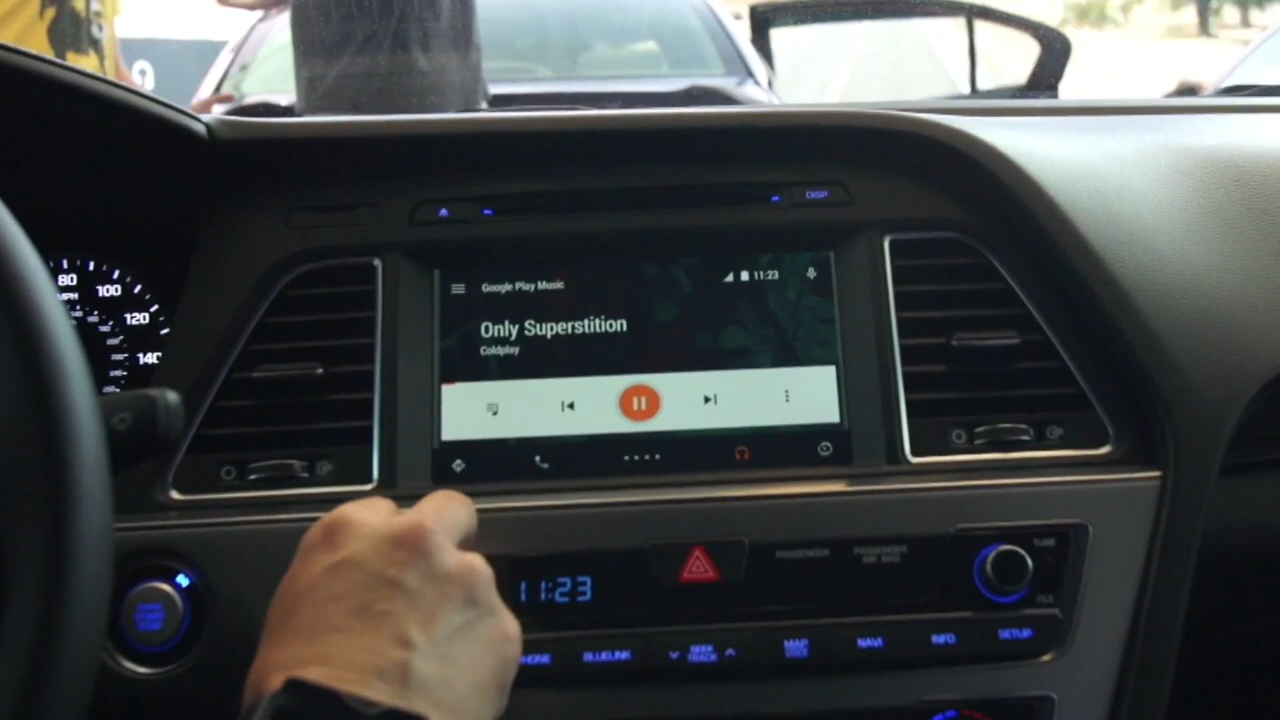 DISP
80
MPH
100
120
140
Google Play Music
11:23
Only Superstition
Coldplay
11:23
PASSENGER
PASSENGER
AIR BAG
TUNE
FILE
PHONE
BLUELINK
SEEK
TRACK
MAP
NAVI
INFO
SETUP